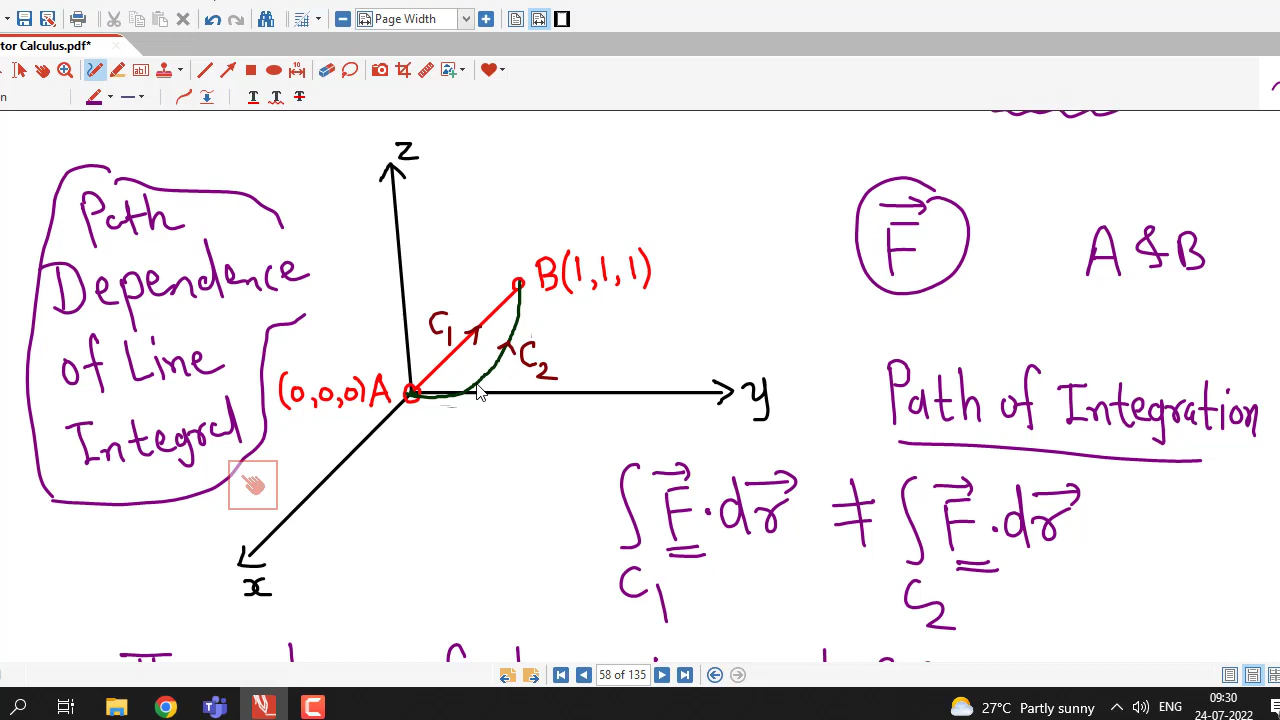 Page Width
tor Calculus.pdf*
n
z
Path
Dependence
of Line
Integral
F
A & B
B(1,1,1)
C1
C2
(0,0,0)A
y
x
Path of Integration
∫C1 F⃗ · dr⃗ ≠ ∫C2 F⃗ · dr⃗
58 of 135
27°C Partly sunny
09:30
24-07-2022